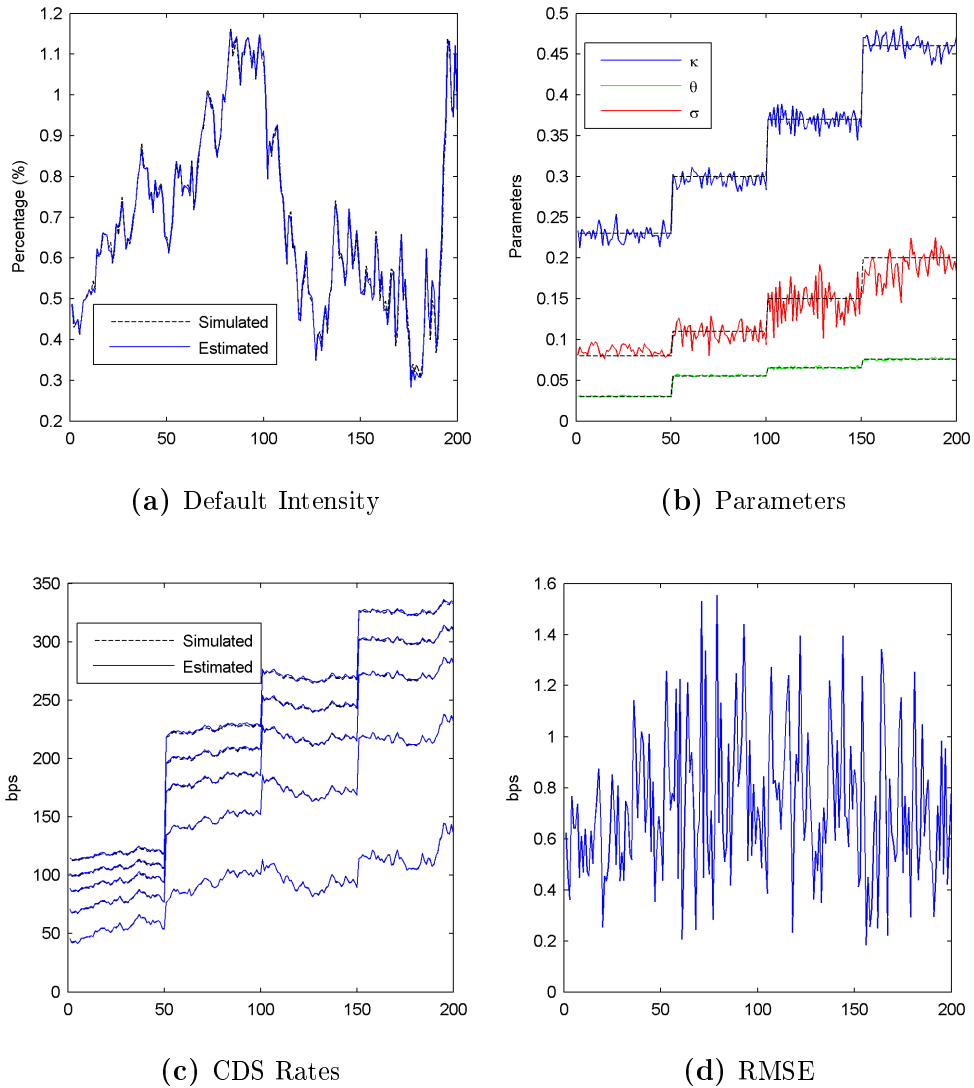 1.2
1.1
1
0.9
0.8
0.7
0.6
0.5
0.4
0.3
0.2
Percentage (%)
Simulated
Estimated
0 50 100 150 200
(a) Default Intensity
0.5
0.45
0.4
0.35
0.3
0.25
0.2
0.15
0.1
0.05
0
Parameters
κ
θ
σ
0 50 100 150 200
(b) Parameters
350
300
250
200
150
100
50
0
bps
Simulated
Estimated
0 50 100 150 200
(c) CDS Rates
1.6
1.4
1.2
1
0.8
0.6
0.4
0.2
0
bps
0 50 100 150 200
(d) RMSE